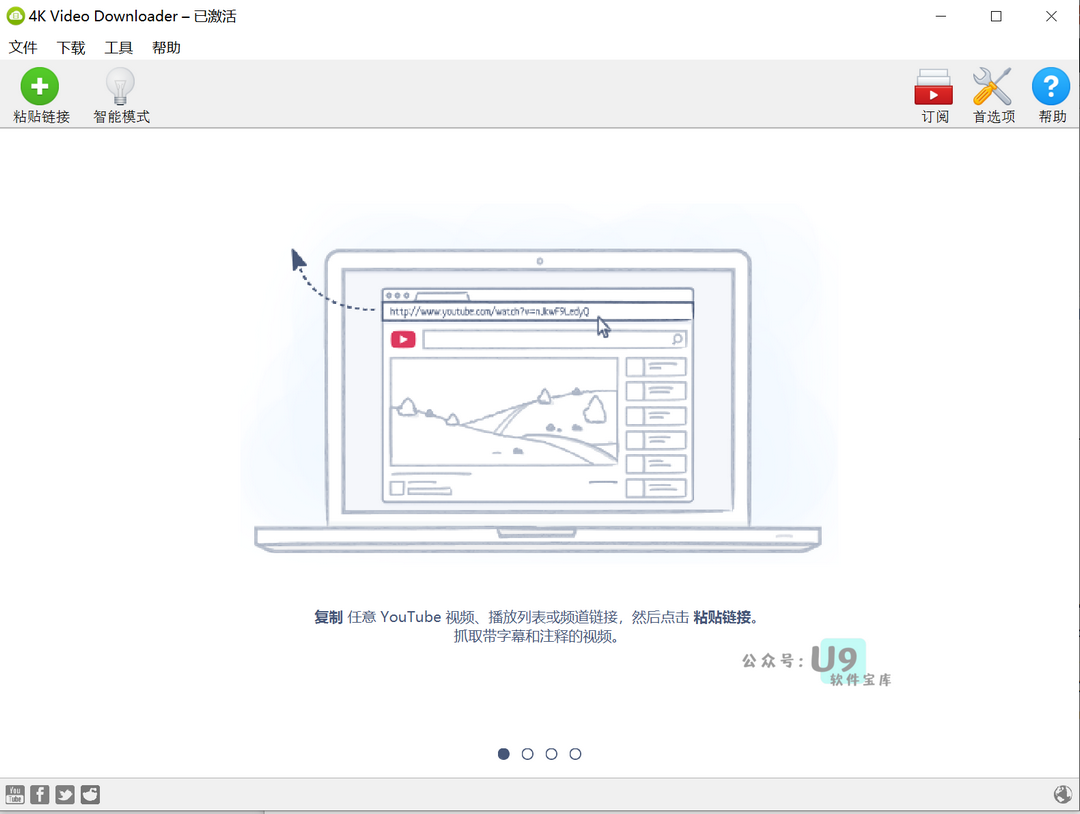 4K Video Downloader – 已激活
文件 下载 工具 帮助
粘贴链接 智能模式 订阅 首选项 帮助
http://www.youtube.com/watch?v=nJkwF9LedyQ
复制 任意 YouTube 视频、播放列表或频道链接，然后点击 粘贴链接。
抓取带字幕和注释的视频。
公众号：U9
软件宝库
You
Tube